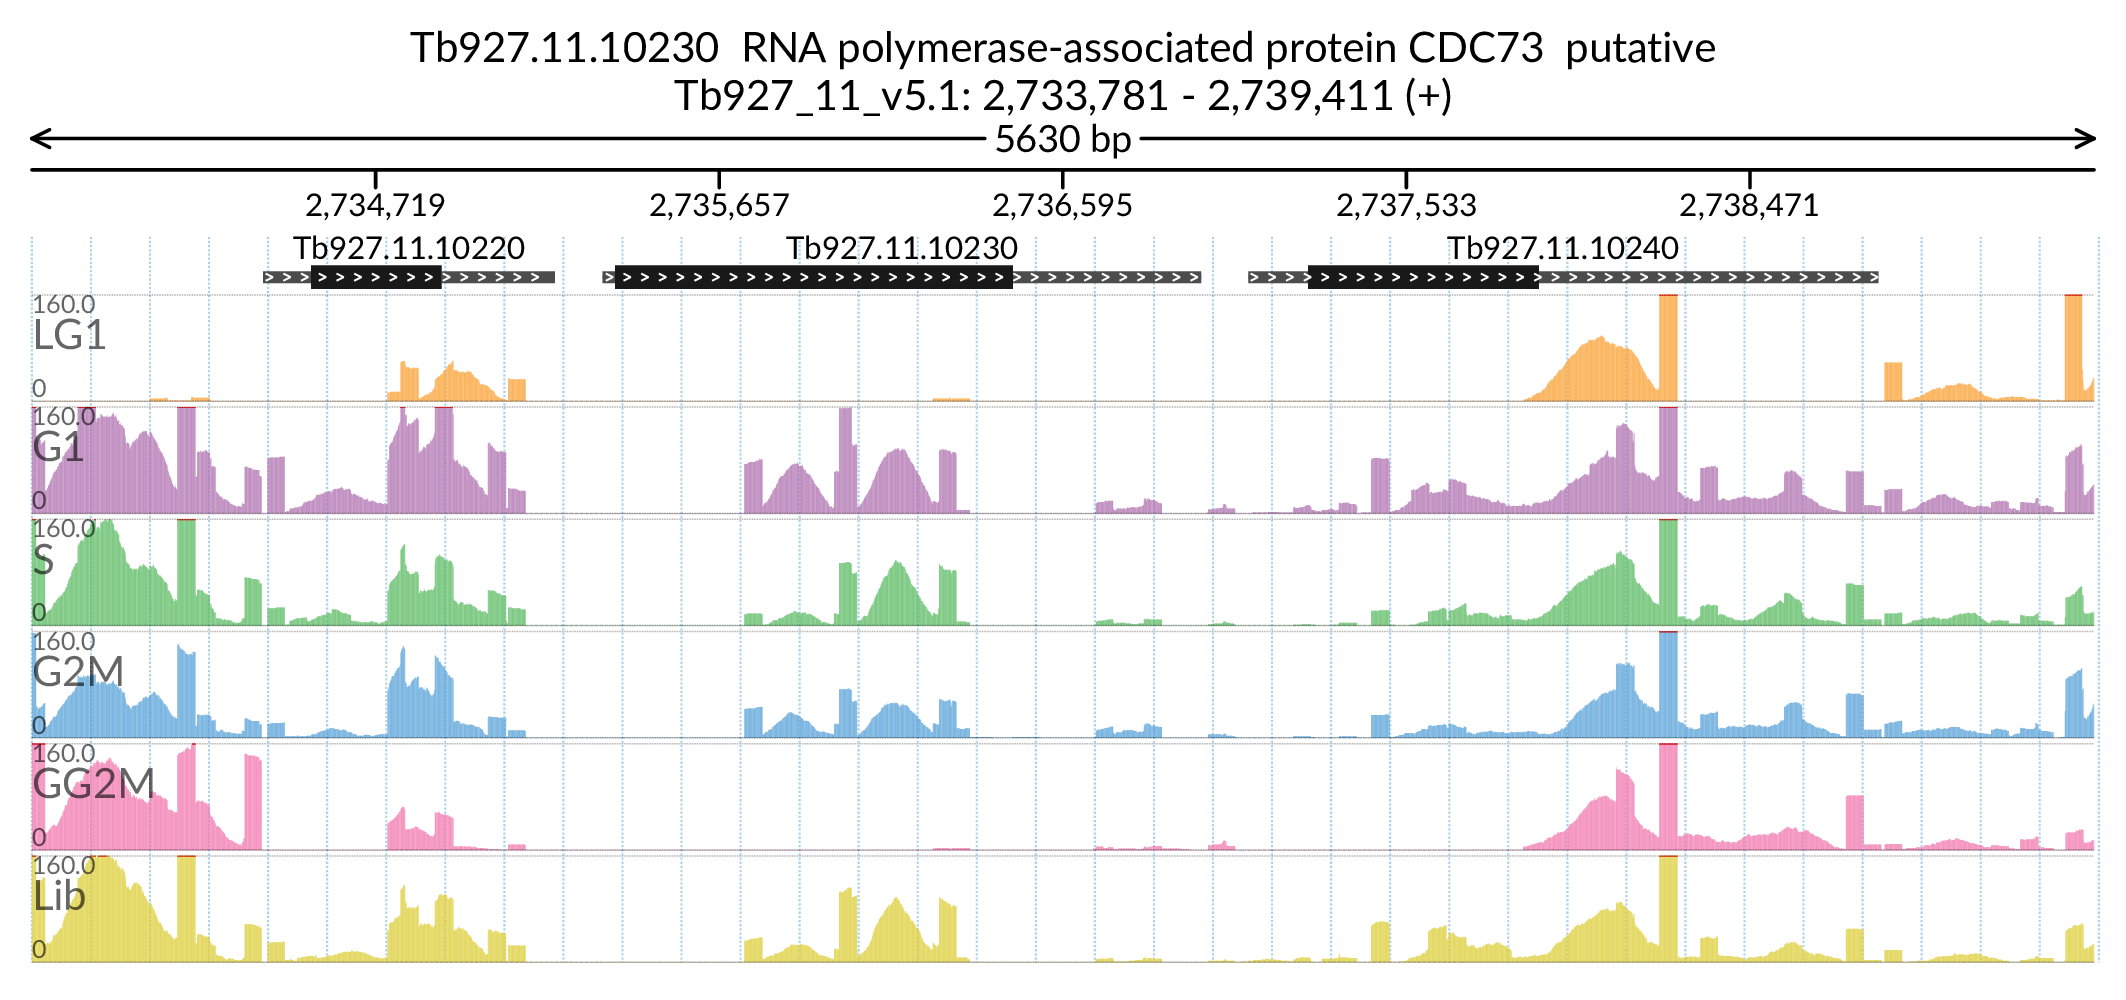 Tb927.11.10230 RNA polymerase-associated protein CDC73 putative
Tb927_11_v5.1: 2,733,781 - 2,739,411 (+)
5630 bp
2,734,719 2,735,657 2,736,595 2,737,533 2,738,471
Tb927.11.10220 Tb927.11.10230 Tb927.11.10240
160.0
LG1
0
160.0
G1
0
160.0
S
0
160.0
G2M
0
160.0
GG2M
0
160.0
Lib
0